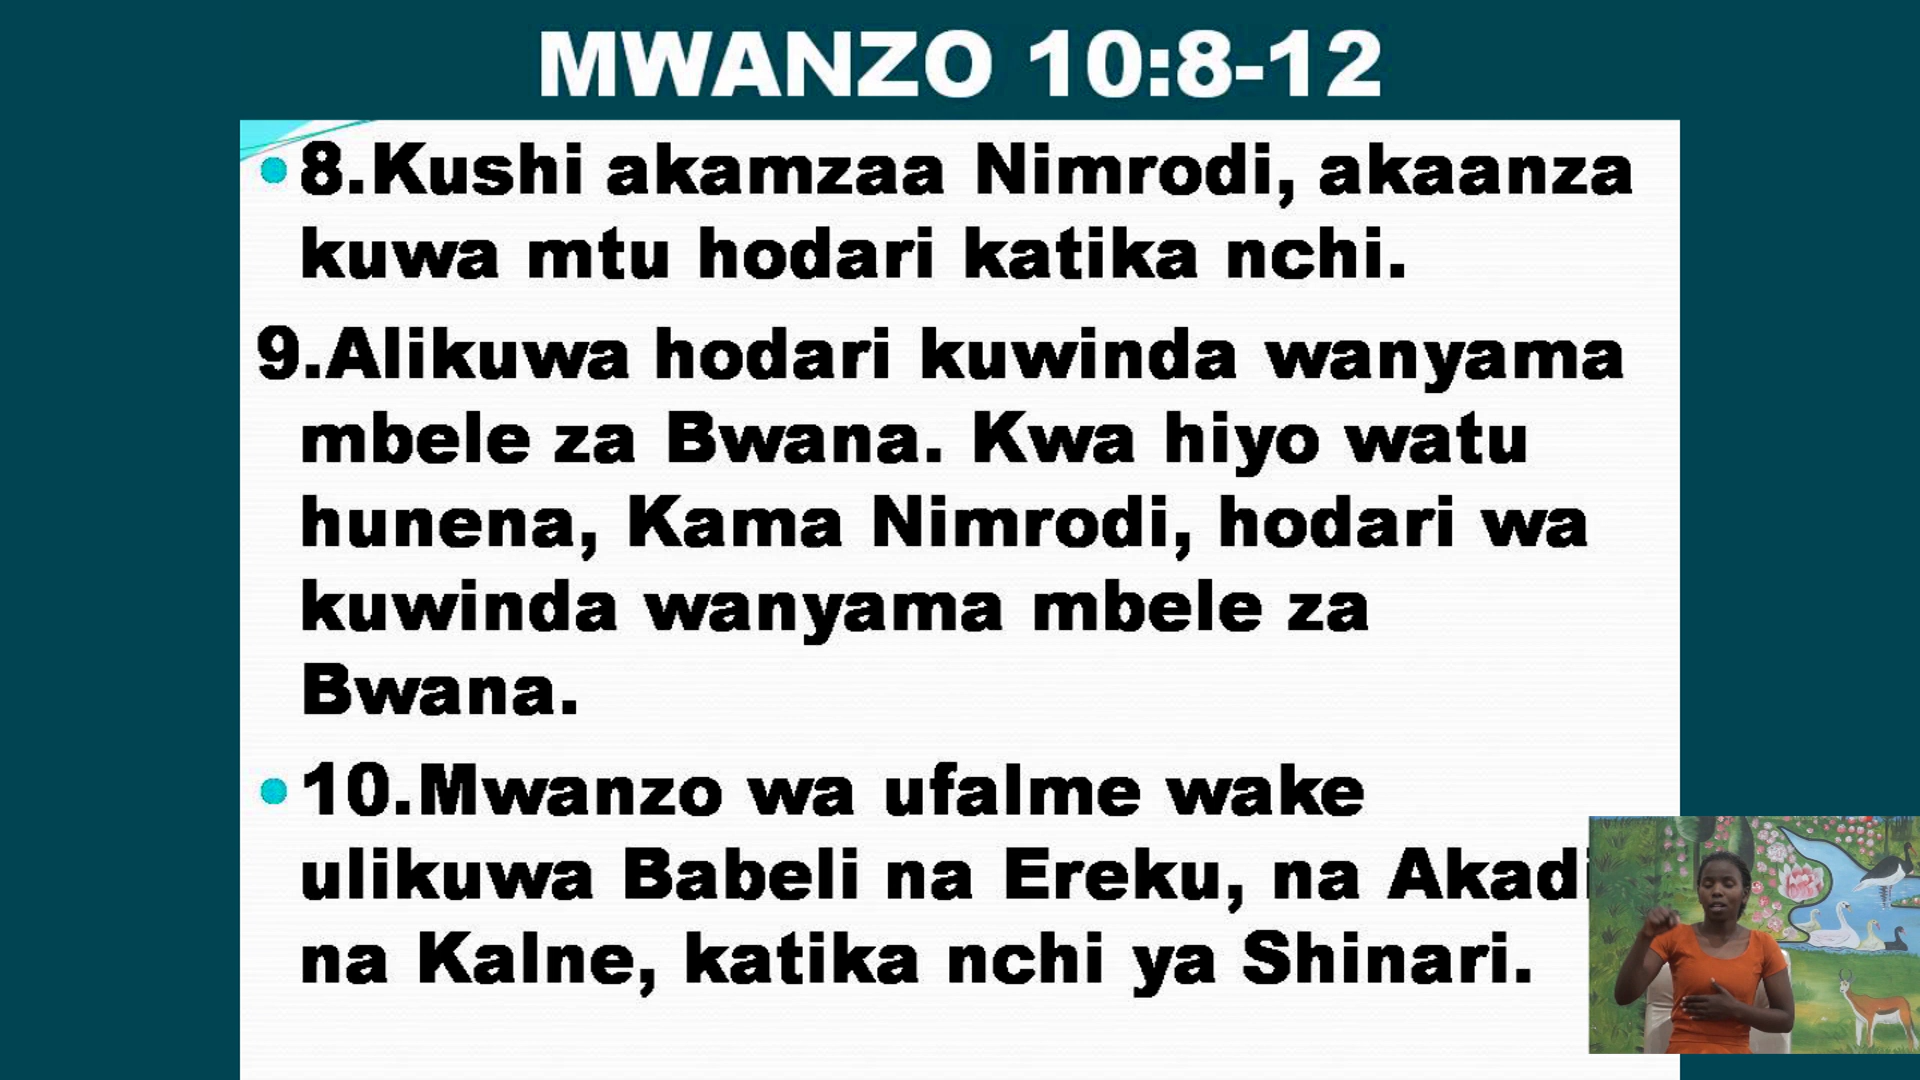 MWANZO 10:8-12
8.Kushi akamzaa Nimrodi, akaanza
kuwa mtu hodari katika nchi.
9.Alikuwa hodari kuwinda wanyama
mbele za Bwana. Kwa hiyo watu
hunena, Kama Nimrodi, hodari wa
kuwinda wanyama mbele za
Bwana.
10.Mwanzo wa ufalme wake
ulikuwa Babeli na Ereku, na Akadi
na Kalne, katika nchi ya Shinari.